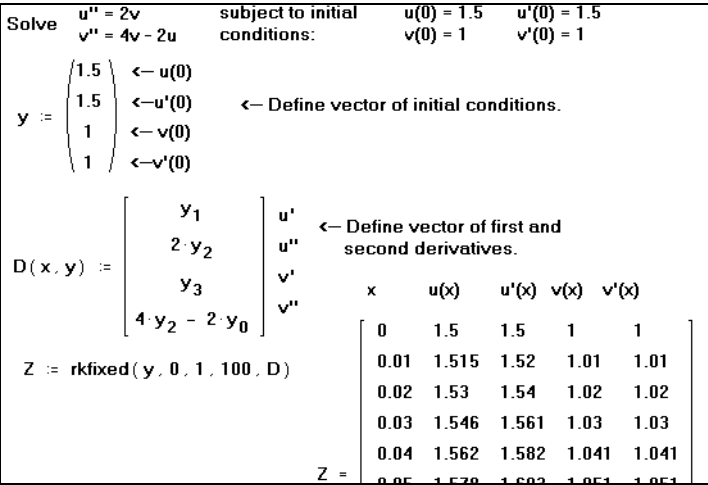 Solve u'' = 2v subject to initial u(0) = 1.5 u'(0) = 1.5
v'' = 4v - 2u conditions: v(0) = 1 v'(0) = 1
1.5 <— u(0)
y := 1.5 <—u'(0) <— Define vector of initial conditions.
1 <— v(0)
1 <—v'(0)
y1 u'
<— Define vector of first and
2·y2 u'' second derivatives.
D(x,y) := y3 v'
4·y2 - 2·y0 v''
x u(x) u'(x) v(x) v'(x)
0 1.5 1.5 1 1
Z := rkfixed(y, 0, 1, 100, D)
0.01 1.515 1.52 1.01 1.01
0.02 1.53 1.54 1.02 1.02
0.03 1.546 1.561 1.03 1.03
0.04 1.562 1.582 1.041 1.041
Z =